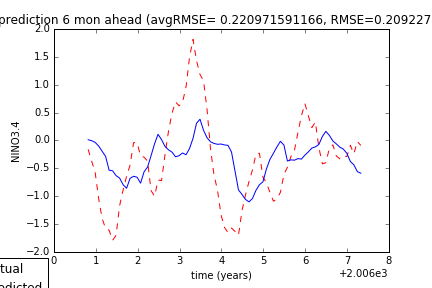 prediction 6 mon ahead (avgRMSE= 0.220971591166, RMSE=0.209227
2.0
1.5
1.0
0.5
0.0
−0.5
−1.0
−1.5
−2.0
NINO3.4
0 1 2 3 4 5 6 7 8
time (years)
+2.006e3
tual
edicted